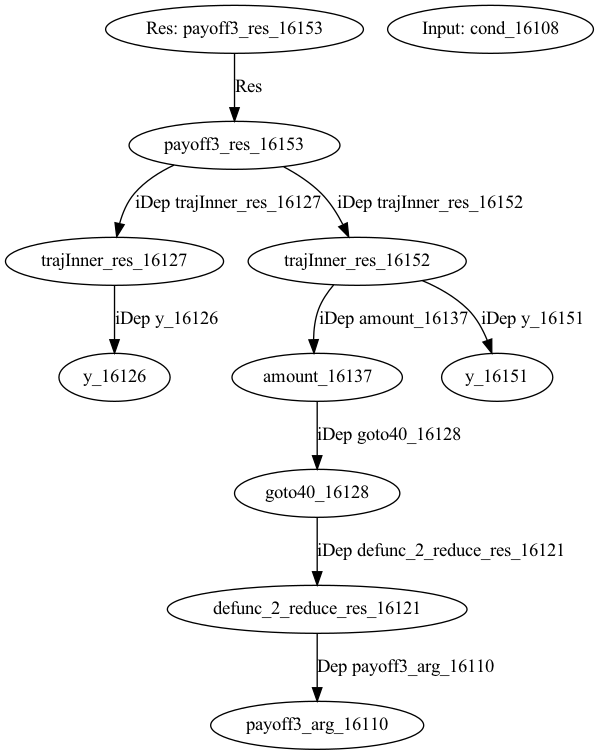 Res: payoff3_res_16153
Input: cond_16108
Res
payoff3_res_16153
iDep trajInner_res_16127
iDep trajInner_res_16152
trajInner_res_16127
trajInner_res_16152
iDep y_16126
iDep amount_16137
iDep y_16151
y_16126
amount_16137
y_16151
iDep goto40_16128
goto40_16128
iDep defunc_2_reduce_res_16121
defunc_2_reduce_res_16121
Dep payoff3_arg_16110
payoff3_arg_16110